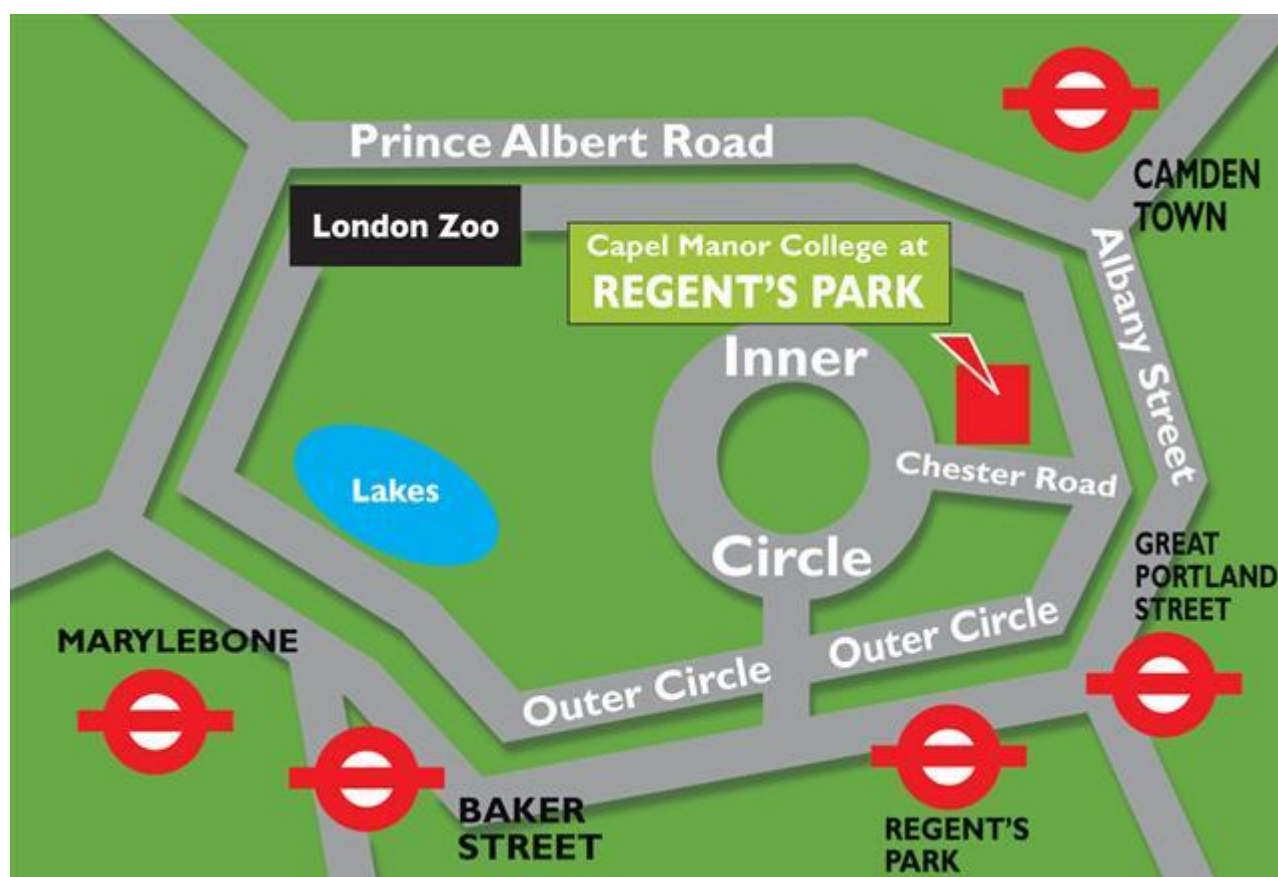 Prince Albert Road
CAMDEN
TOWN
London Zoo
Capel Manor College at
REGENT'S PARK
Albany Street
Inner
Circle
Chester Road
Lakes
GREAT
PORTLAND
STREET
MARYLEBONE
Outer Circle
Outer Circle
BAKER
STREET
REGENT'S
PARK